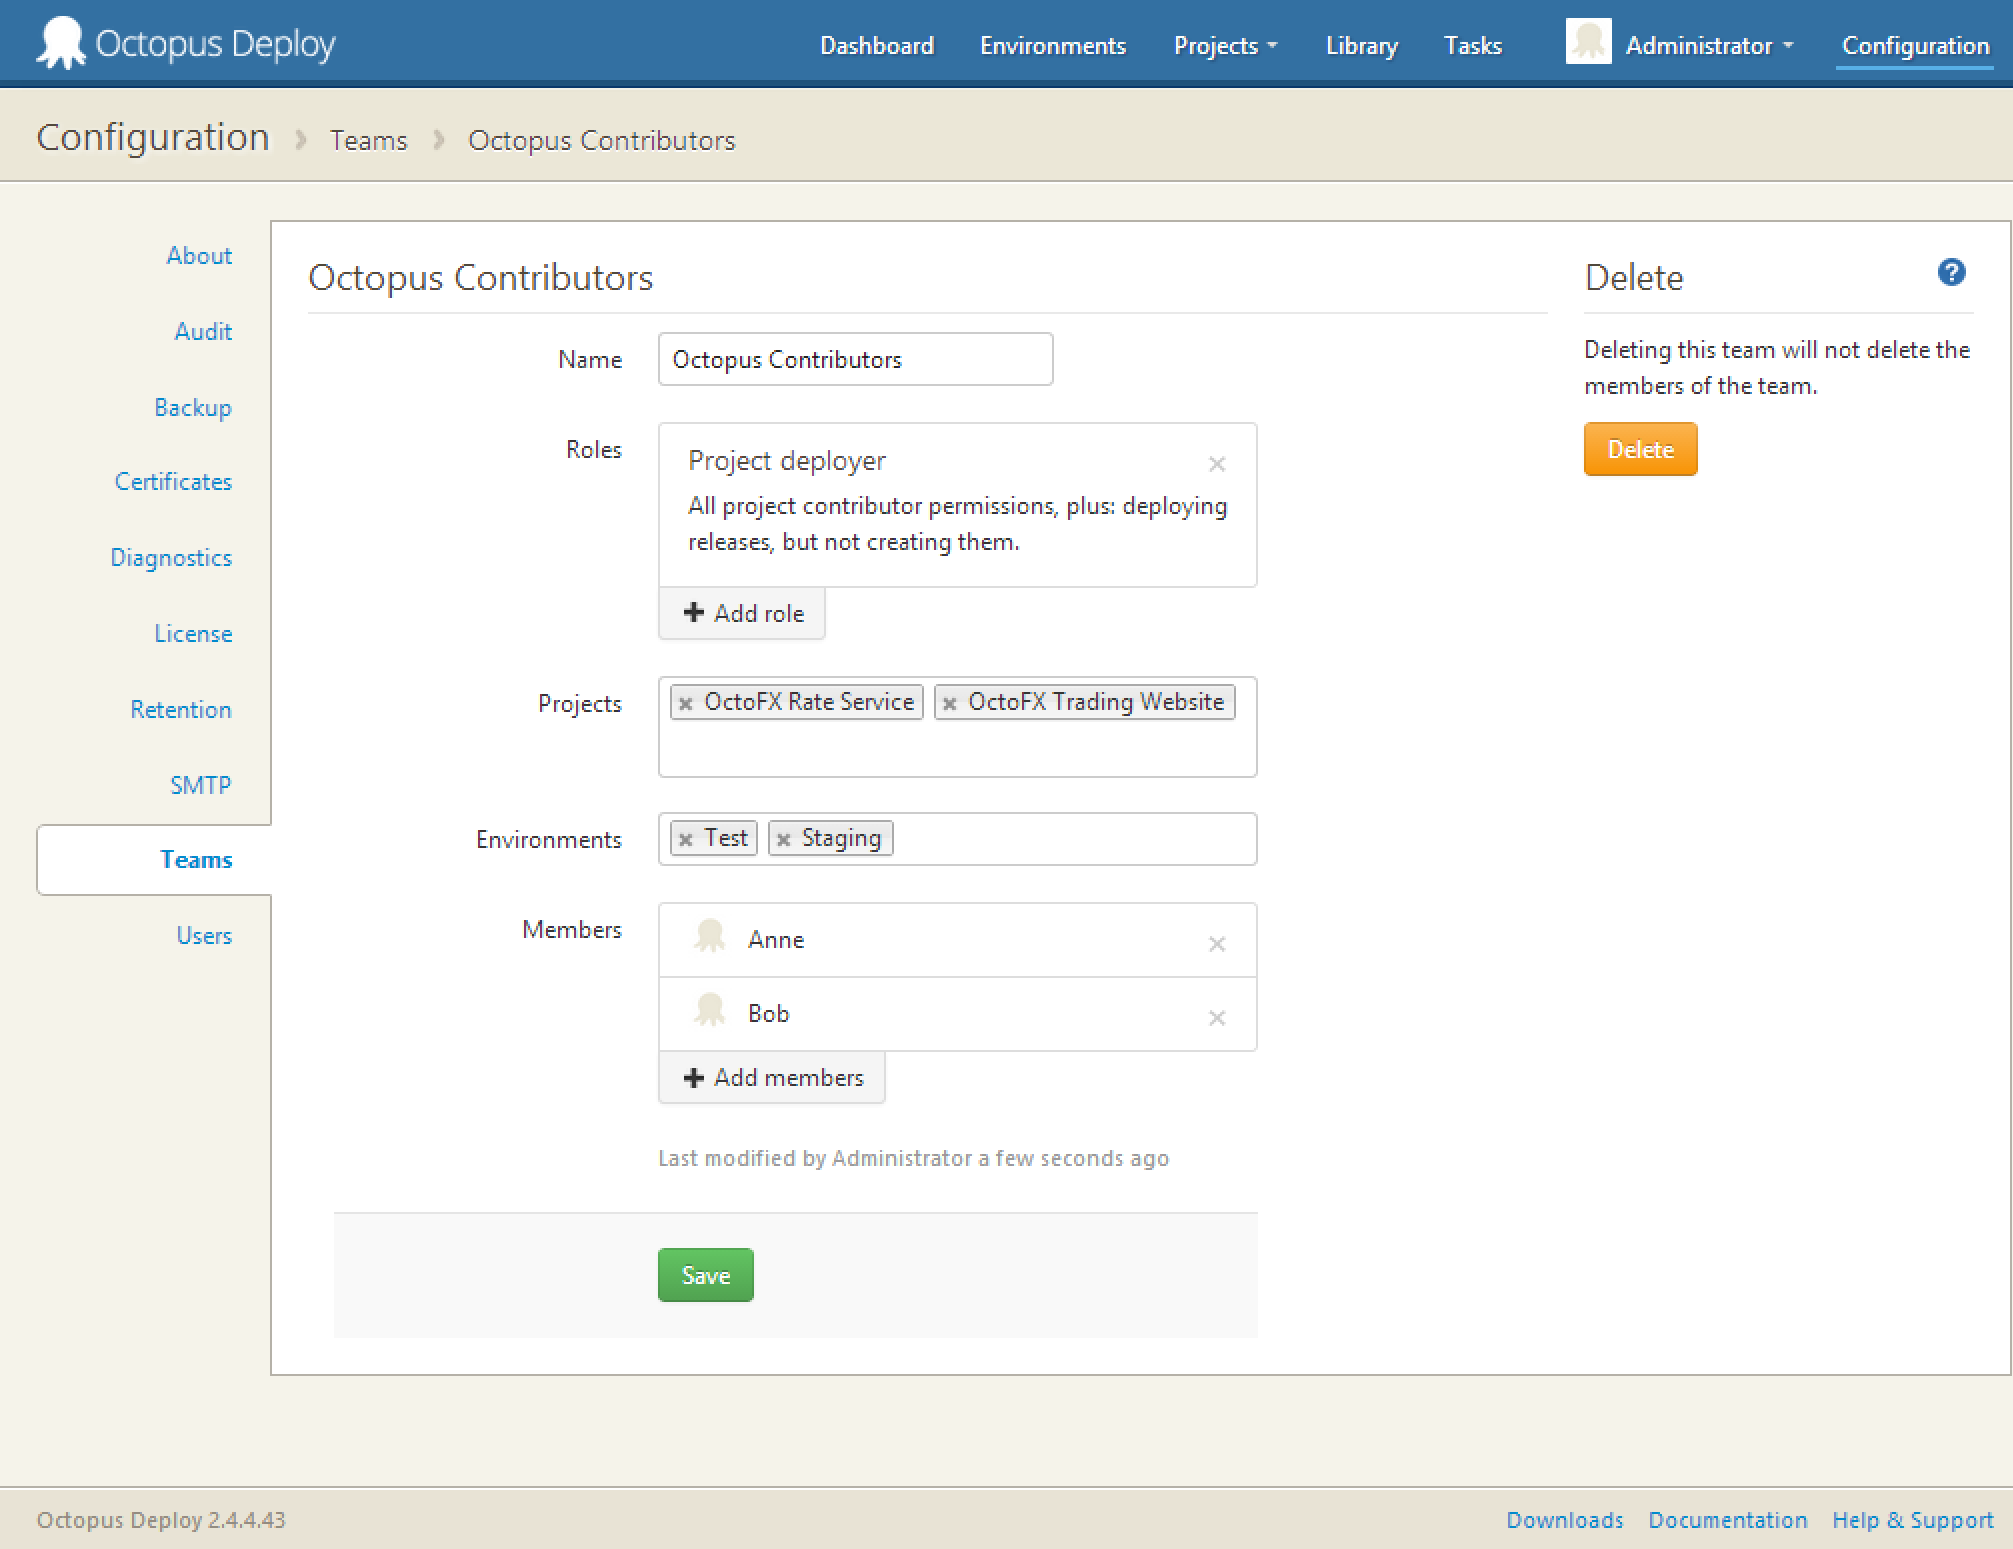 Octopus Deploy
Dashboard Environments Projects Library Tasks Administrator Configuration
Configuration Teams Octopus Contributors
About
Audit
Backup
Certificates
Diagnostics
License
Retention
SMTP
Teams
Users
Octopus Contributors
Name Octopus Contributors
Roles Project deployer
All project contributor permissions, plus: deploying
releases, but not creating them.
Add role
Projects OctoFX Rate Service OctoFX Trading Website
Environments Test Staging
Members Anne
Bob
Add members
Last modified by Administrator a few seconds ago
Save
Delete ?
Deleting this team will not delete the
members of the team.
Delete
Octopus Deploy 2.4.4.43
Downloads Documentation Help & Support